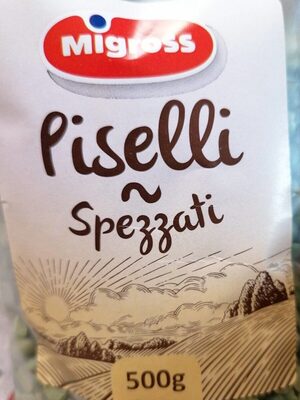 Migross
Piselli
~
Spezzati
500g